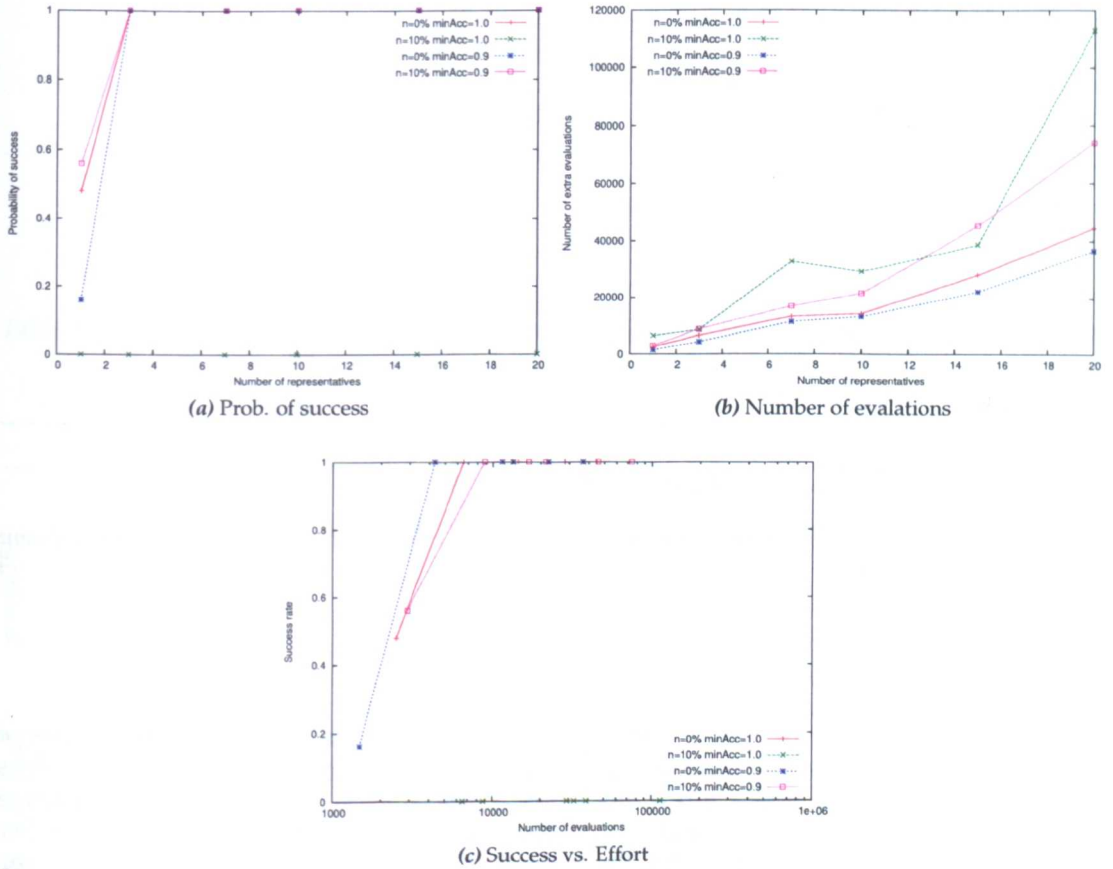 n=0% minAcc=1.0
n=10% minAcc=1.0
n=0% minAcc=0.9
n=10% minAcc=0.9
1
0.8
0.6
0.4
0.2
0
Probability of success
0 2 4 6 8 10 12 14 16 18 20
Number of representatives
(a) Prob. of success
n=0% minAcc=1.0
n=10% minAcc=1.0
n=0% minAcc=0.9
n=10% minAcc=0.9
120000
100000
80000
60000
40000
20000
0
Number of extra evaluations
0 2 4 6 8 10 12 14 16 18 20
Number of representatives
(b) Number of evalations
1
0.8
0.6
0.4
0.2
0
Success rate
n=0% minAcc=1.0
n=10% minAcc=1.0
n=0% minAcc=0.9
n=10% minAcc=0.9
1000 10000 100000 1e+06
Number of evaluations
(c) Success vs. Effort